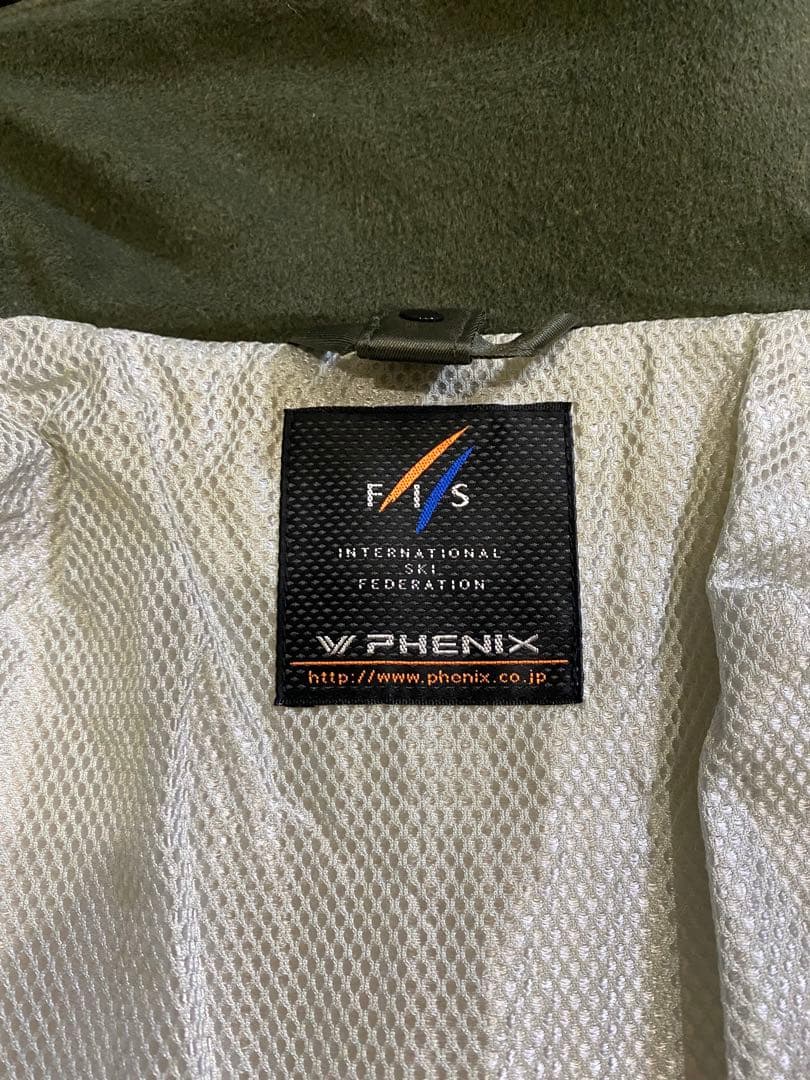 FIS
INTERNATIONAL
SKI
FEDERATION
PHENIX
http://www.phenix.co.jp